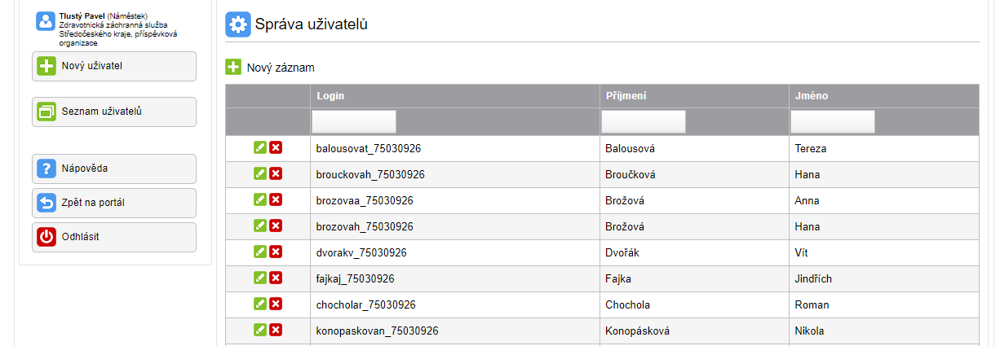 Tlustý Pavel (Náměstek)
Zdravotnická záchranná služba
Středočeského kraje, příspěvková
organizace
Nový uživatel
Seznam uživatelů
Nápověda
Zpět na portál
Odhlásit
Správa uživatelů
Nový záznam
Login Příjmení Jméno
balousovat_75030926 Balousová Tereza
brouckovah_75030926 Broučková Hana
brozovaa_75030926 Brožová Anna
brozovah_75030926 Brožová Hana
dvorakv_75030926 Dvořák Vít
fajkaj_75030926 Fajka Jindřich
chocholar_75030926 Chochola Roman
konopaskovan_75030926 Konopásková Nikola